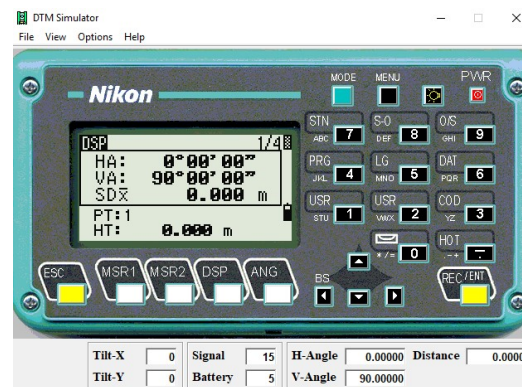 DTM Simulator
File View Options Help
MODE MENU PWR
Nikon
DSP 1/4
HA: 0°00'00"
VA: 90°00'00"
SDx̅ 0.000 m
PT:1
HT: 0.000 m
STN ABC 7 S-O DEF 8 O/S GHI 9
PRG JKL 4 LG MNO 5 DAT PQR 6
USR STU 1 USR VWX 2 COD YZ 3
*/= 0 HOT .-+
ESC MSR1 MSR2 DSP ANG BS REC/ENT
Tilt-X 0 Signal 15 H-Angle 0.00000 Distance 0.0000
Tilt-Y 0 Battery 5 V-Angle 90.00000